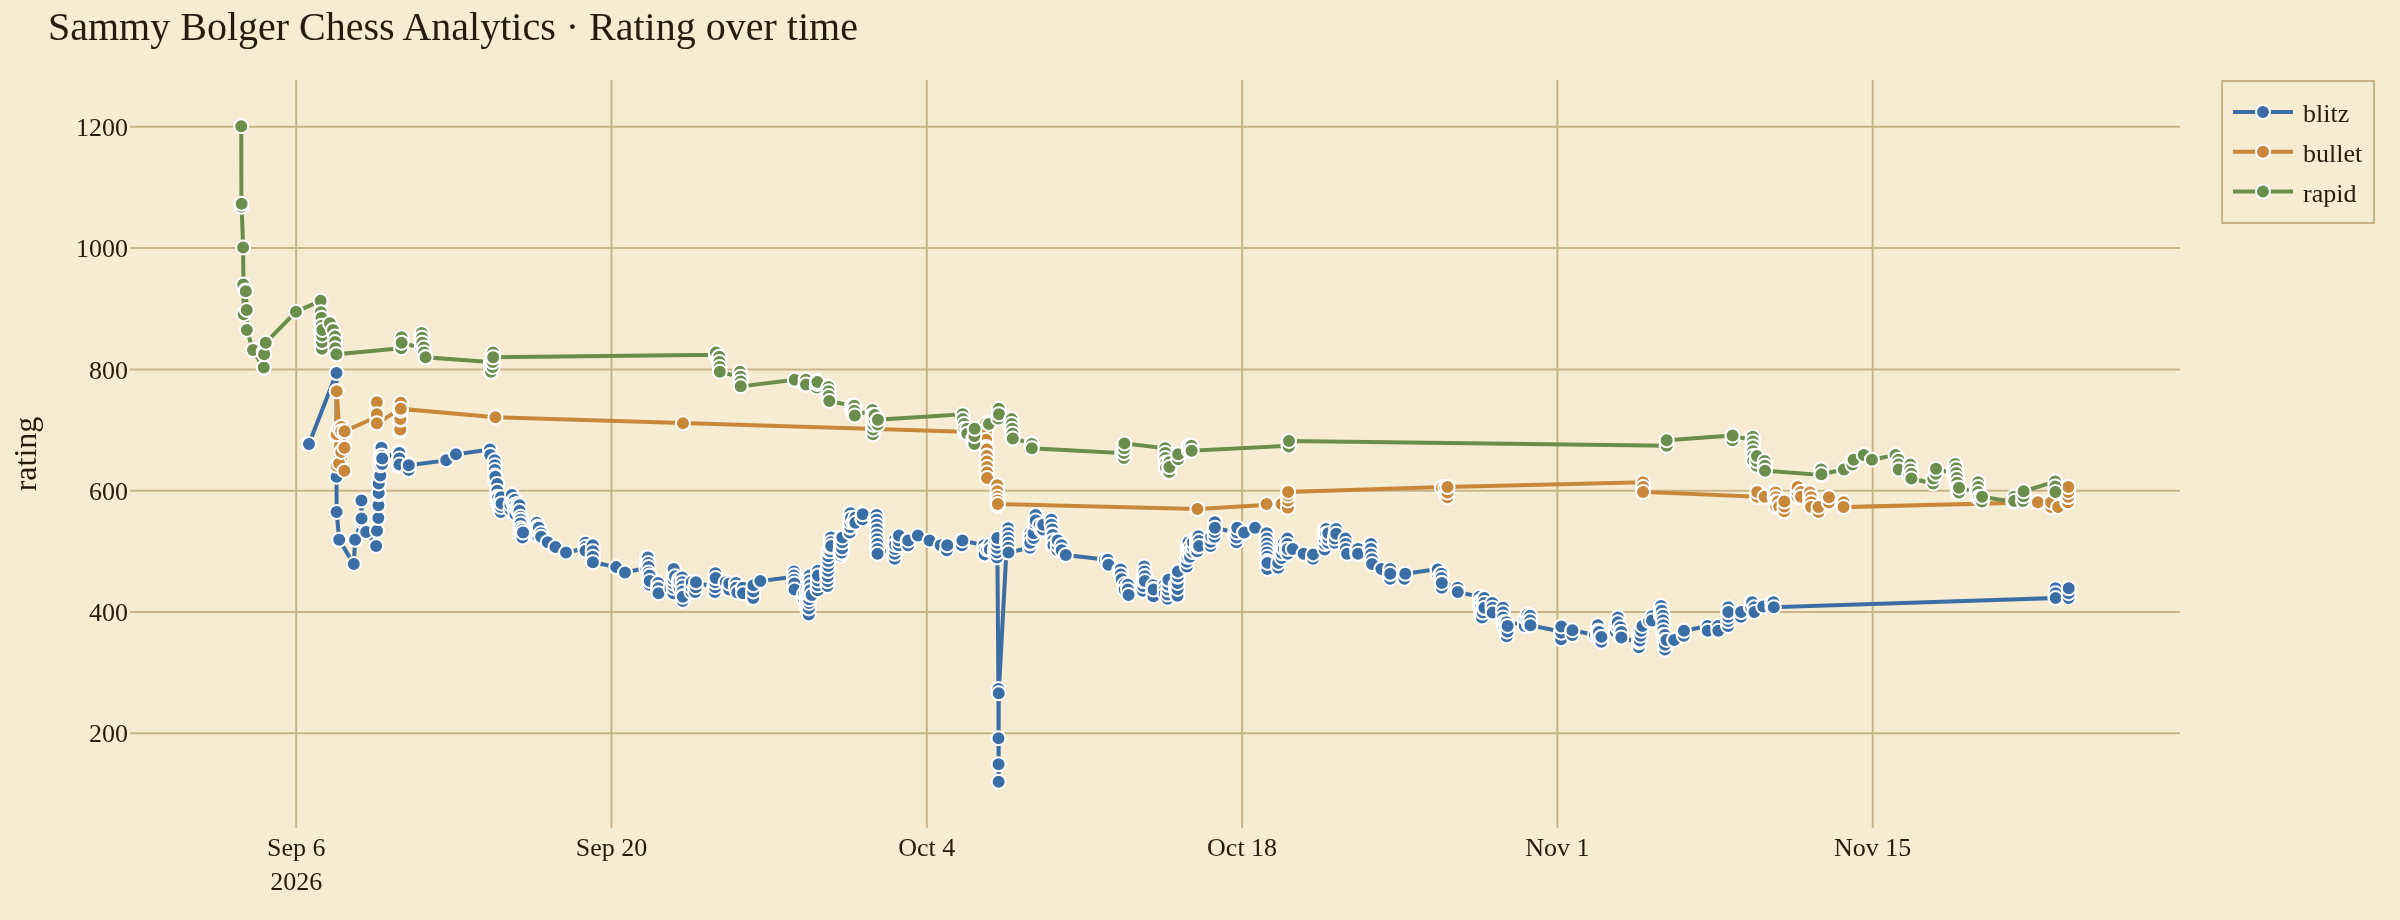 Sammy Bolger Chess Analytics · Rating over time
1200
1000
800
600
400
200
rating
Sep 6
2026
Sep 20
Oct 4
Oct 18
Nov 1
Nov 15
blitz
bullet
rapid